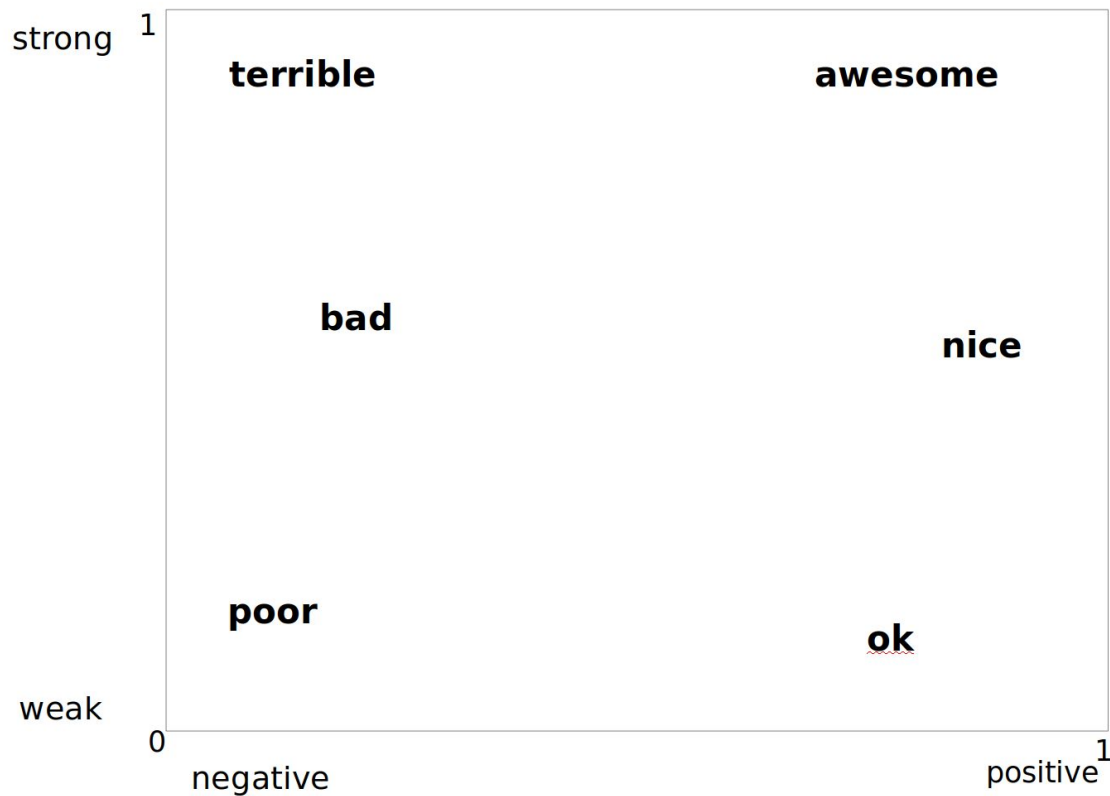 1
strong
terrible awesome
bad
nice
poor
ok
weak
0 1
negative positive